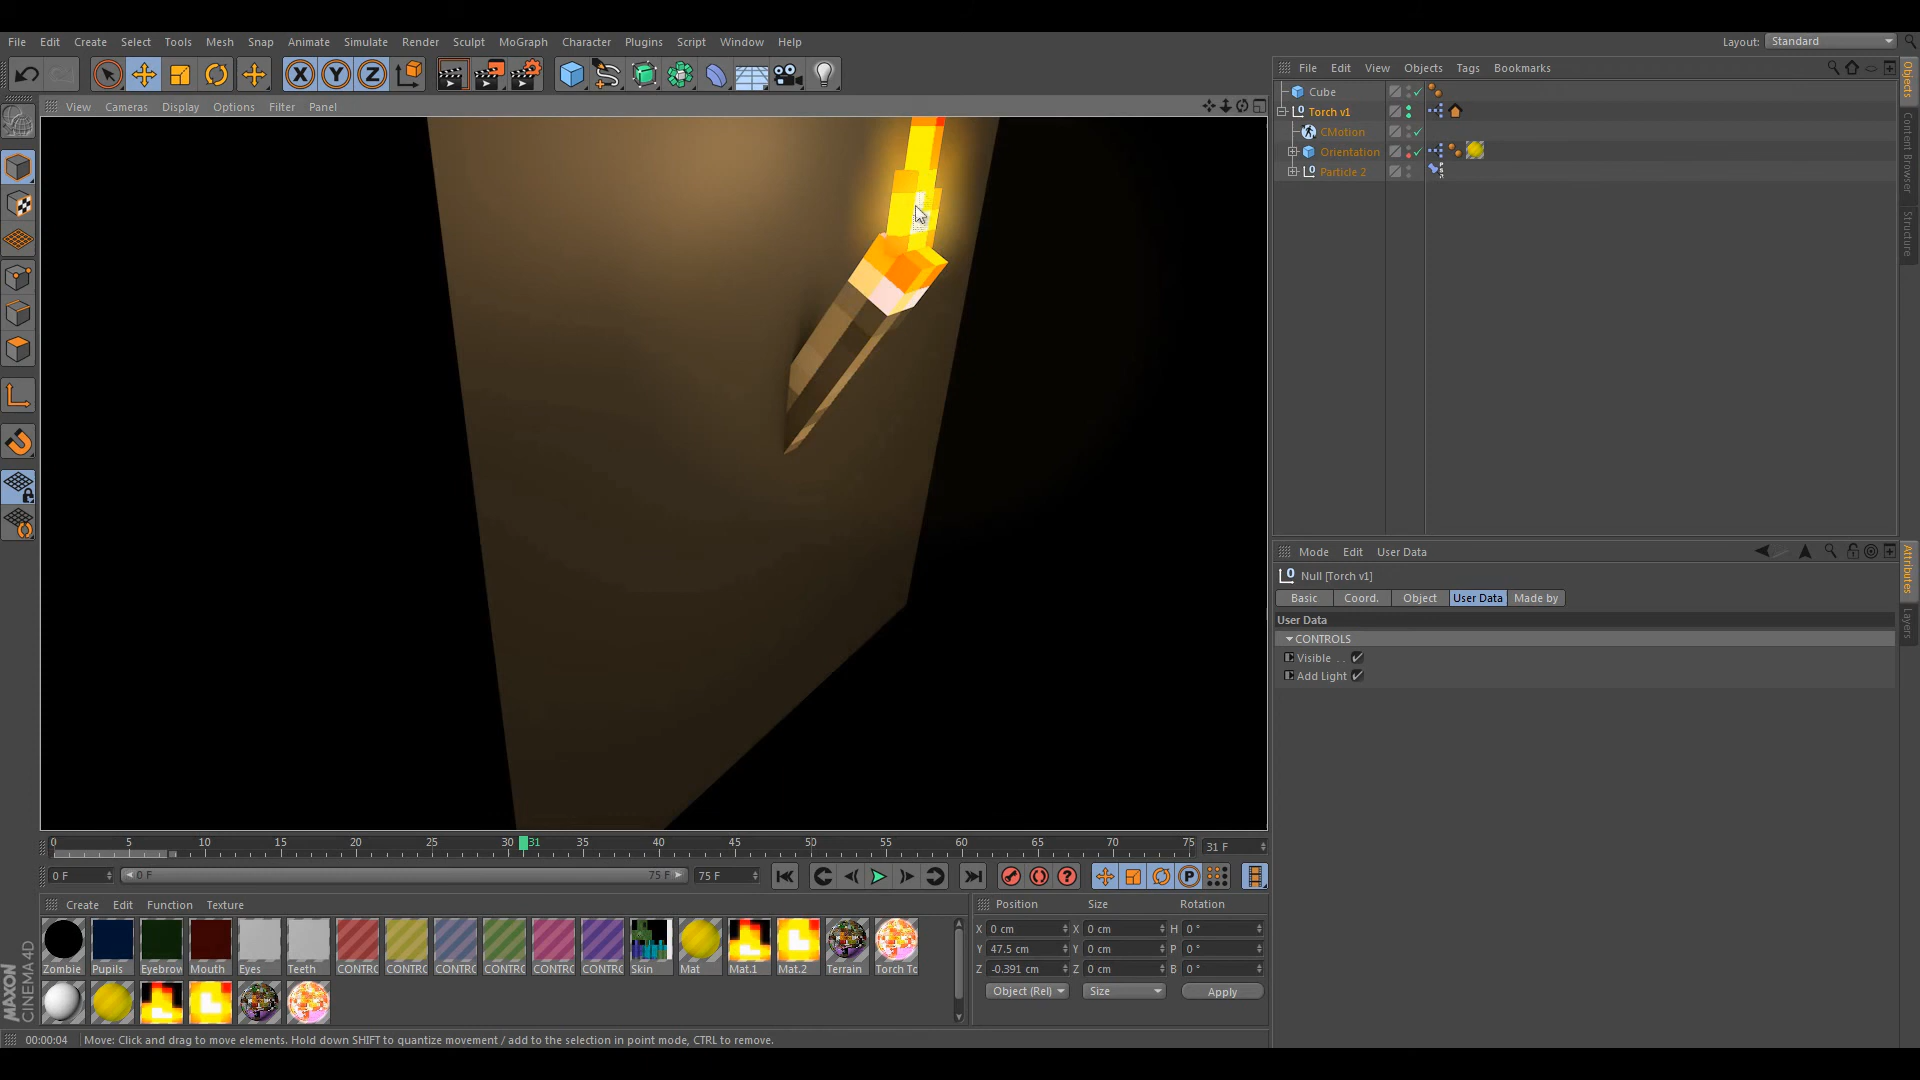 File Edit Create Select Tools Mesh Snap Animate Simulate Render Sculpt MoGraph Character Plugins Script Window Help Layout: Standard
X Y Z
File Edit View Objects Tags Bookmarks
View Cameras Display Options Filter Panel
Cube
Torch v1
CMotion
Orientation
Particle 2
Objects
Content Browser
Structure
Mode Edit User Data
Null [Torch v1]
Basic Coord. Object User Data Made by
User Data
CONTROLS
Visible . .
Add Light
Attributes
Layers
0 5 10 15 20 25 30 31 35 40 45 50 55 60 65 70 75 31 F
0 F 0 F 75 F 75 F
Create Edit Function Texture
Zombie Pupils Eyebrow Mouth Eyes Teeth CONTRO CONTRO CONTRO CONTRO CONTRO CONTRO Skin Mat Mat.1 Mat.2 Terrain Torch To
Position Size Rotation
X 0 cm X 0 cm H 0 °
Y 47.5 cm Y 0 cm P 0 °
Z -0.391 cm Z 0 cm B 0 °
Object (Rel) Size Apply
MAXON CINEMA 4D
00:00:04 Move: Click and drag to move elements. Hold down SHIFT to quantize movement / add to the selection in point mode, CTRL to remove.